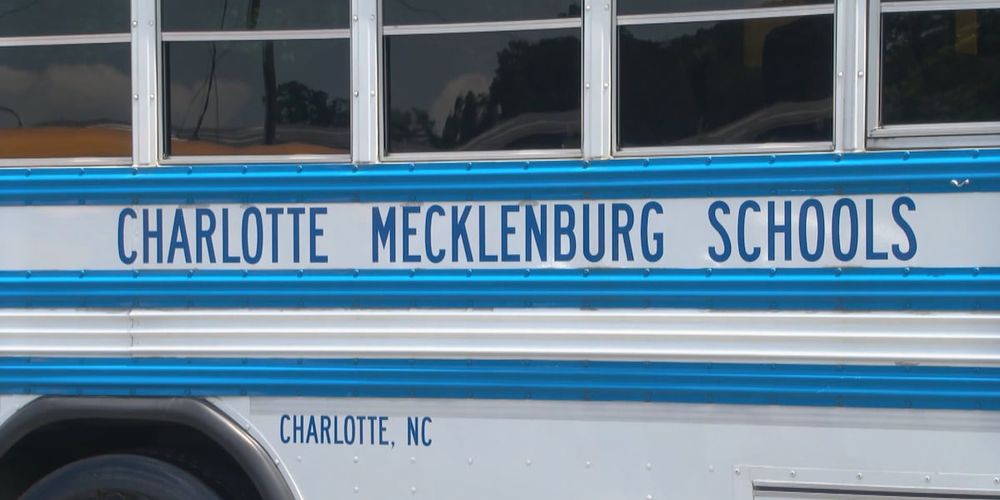 CHARLOTTE MECKLENBURG SCHOOLS
CHARLOTTE, NC